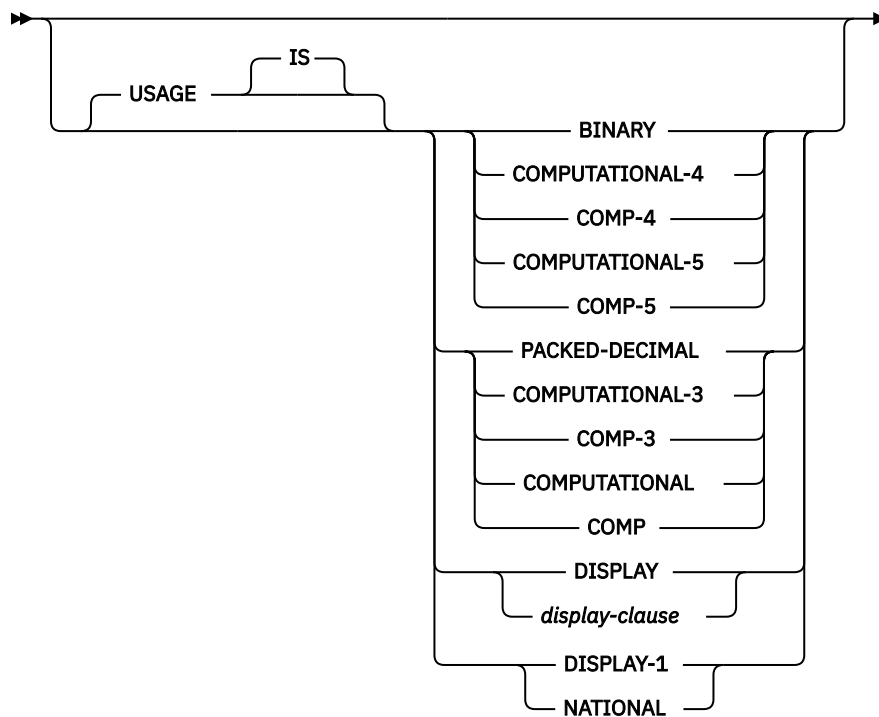 IS
USAGE
BINARY
COMPUTATIONAL-4
COMP-4
COMPUTATIONAL-5
COMP-5
PACKED-DECIMAL
COMPUTATIONAL-3
COMP-3
COMPUTATIONAL
COMP
DISPLAY
display-clause
DISPLAY-1
NATIONAL